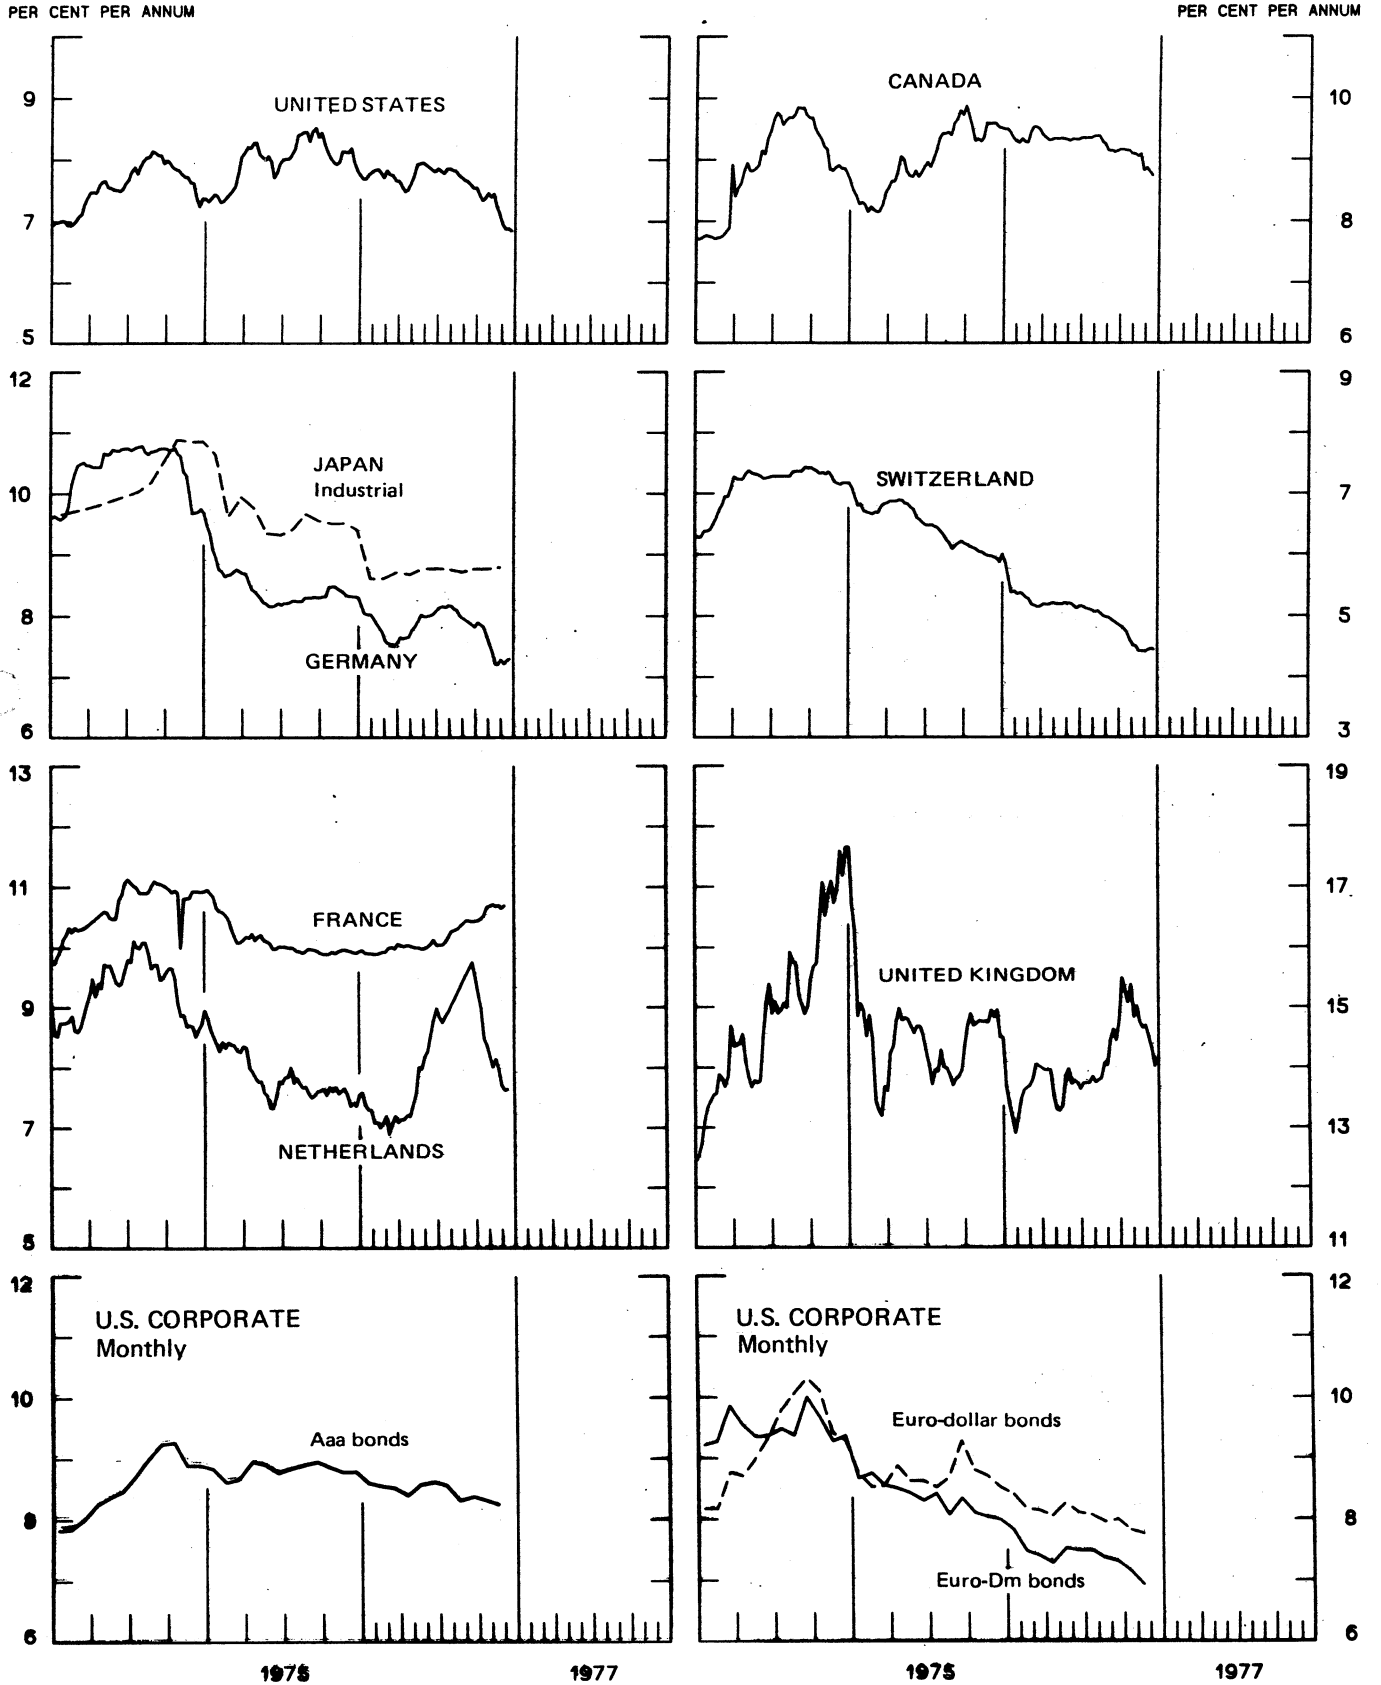 PER CENT PER ANNUM
PER CENT PER ANNUM
UNITED STATES
9
7
5
CANADA
10
8
6
12
10
8
6
JAPAN
Industrial
GERMANY
SWITZERLAND
9
7
5
3
13
11
9
7
5
FRANCE
NETHERLANDS
UNITED KINGDOM
19
17
15
13
11
12
10
8
6
U.S. CORPORATE
Monthly
Aaa bonds
U.S. CORPORATE
Monthly
Euro-dollar bonds
Euro-Dm bonds
12
10
8
6
1975
1977
1975
1977